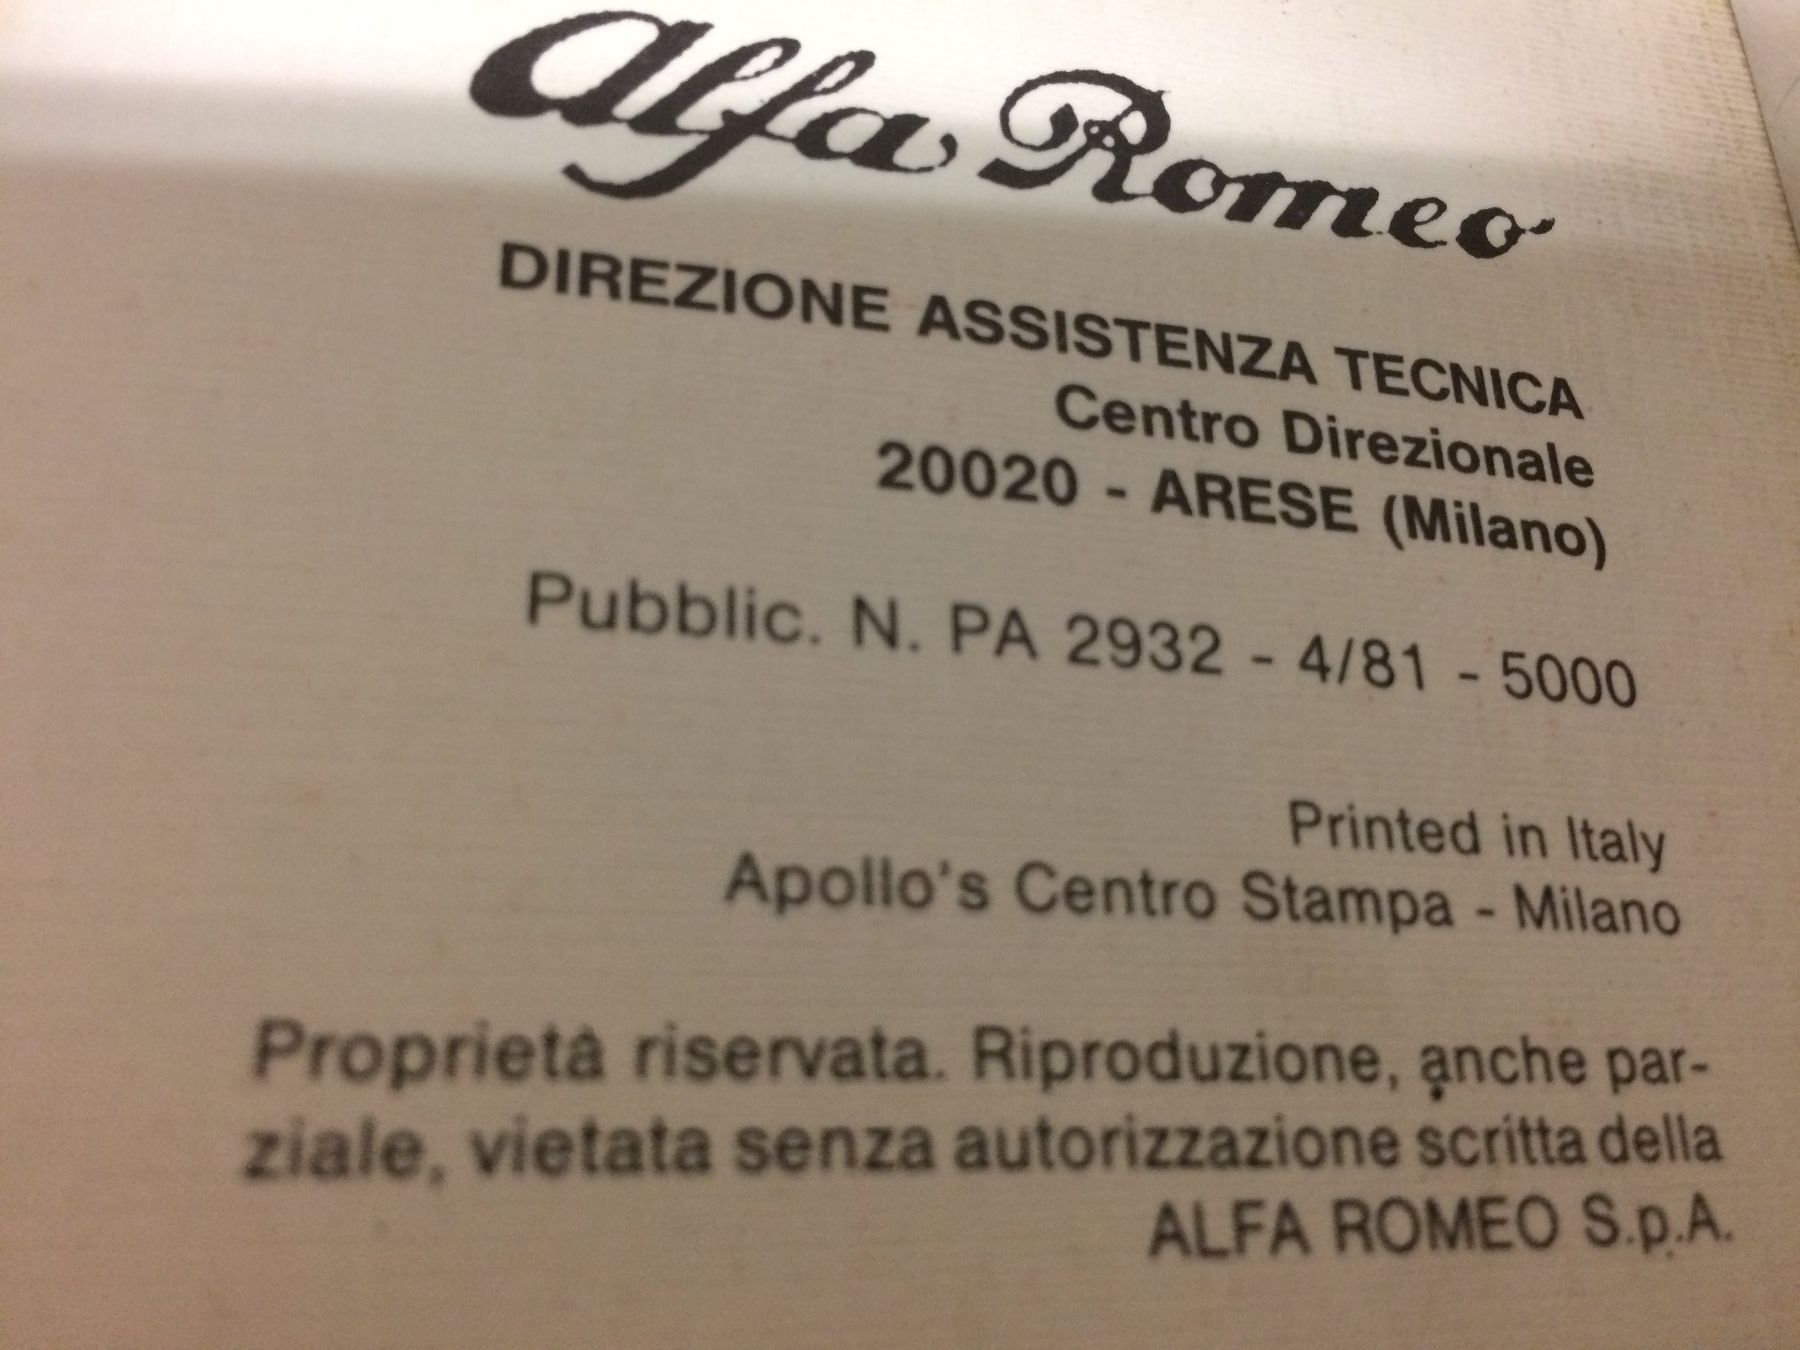 Alfa Romeo
DIREZIONE ASSISTENZA TECNICA
Centro Direzionale
20020 - ARESE (Milano)
Pubblic. N. PA 2932 - 4/81 - 5000
Printed in Italy
Apollo's Centro Stampa - Milano
Proprietà riservata. Riproduzione, anche par-
ziale, vietata senza autorizzazione scritta della
ALFA ROMEO S.p.A.